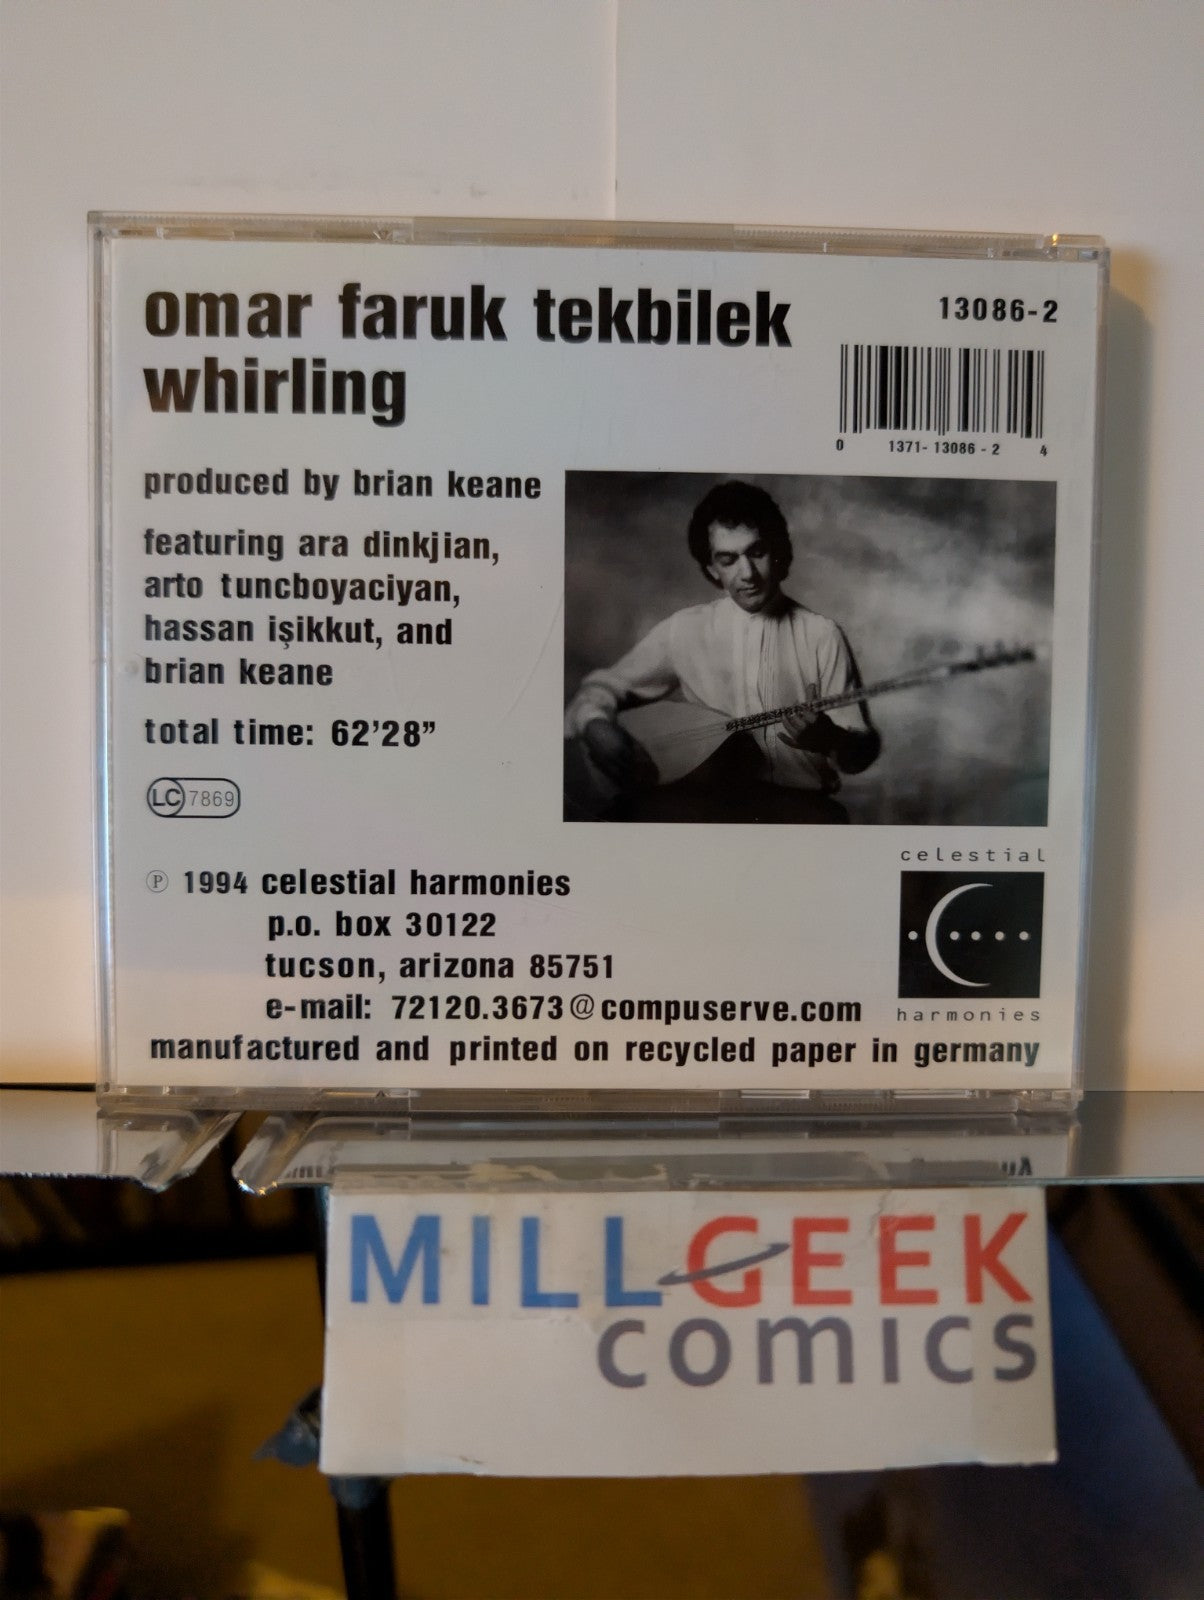 omar faruk tekbilek
whirling
13086-2
0 1371-13086-2 4
produced by brian keane
featuring ara dinkjian,
arto tuncboyaciyan,
hassan işikkut, and
brian keane
total time: 62’28”
LC 7869
℗ 1994 celestial harmonies
p.o. box 30122
tucson, arizona 85751
e-mail: 72120.3673@compuserve.com
manufactured and printed on recycled paper in germany
celestial
harmonies
MILLGEEK
comics